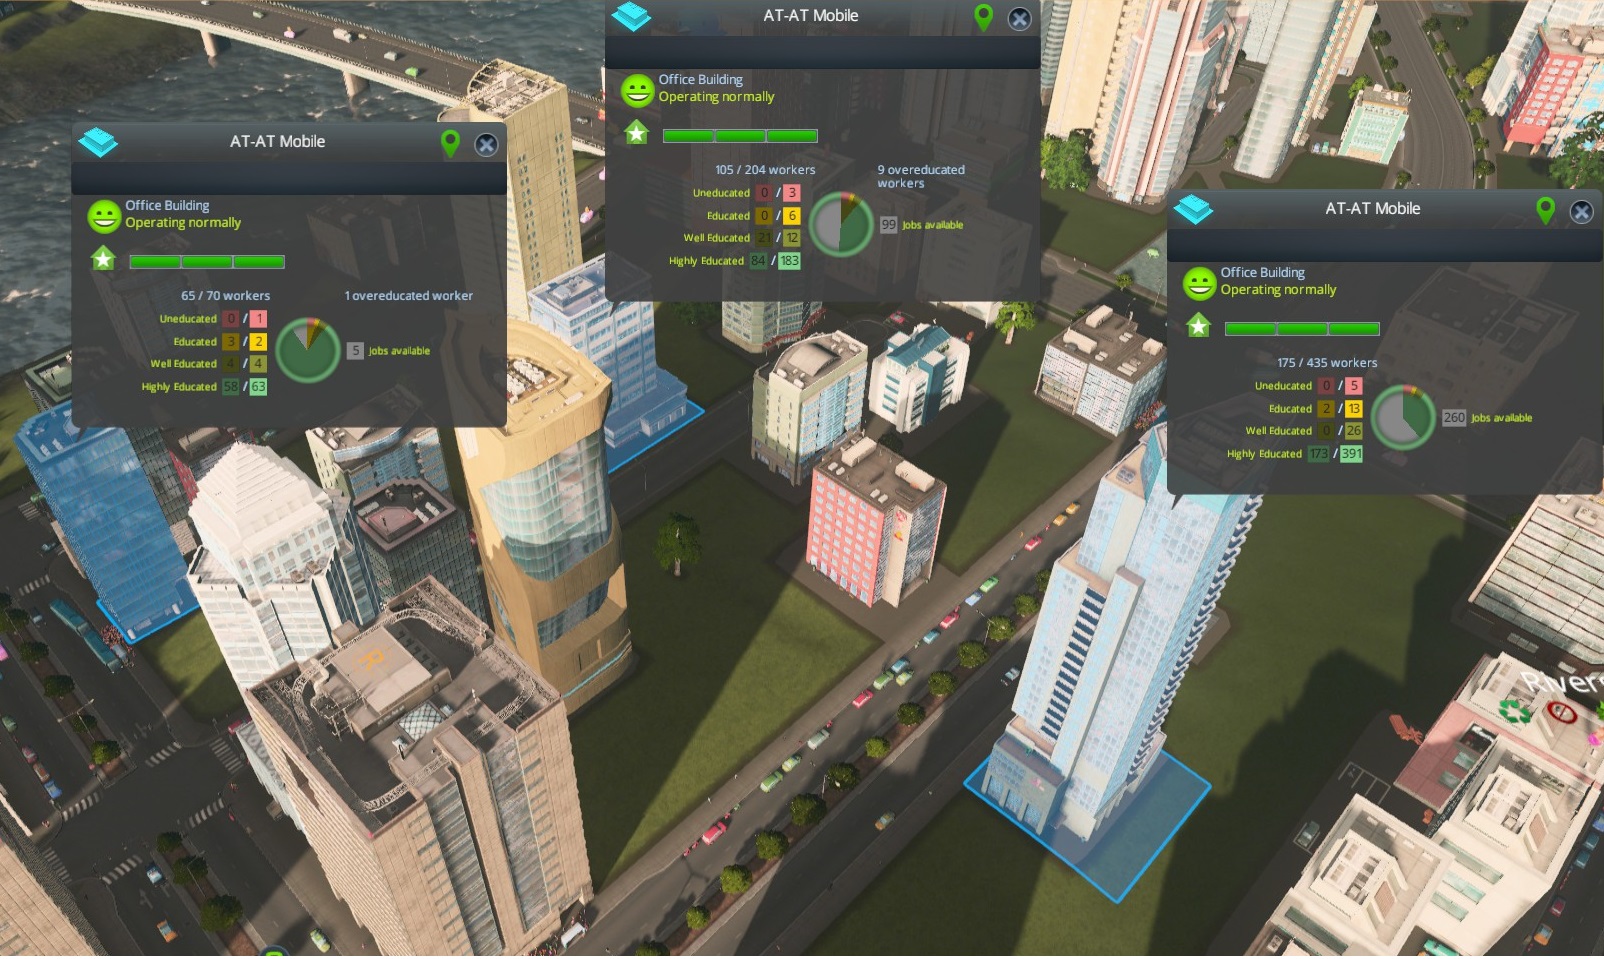 AT-AT Mobile
Office Building
Operating normally
65 / 70 workers
1 overeducated worker
Uneducated 0 / 1
Educated 3 / 2
Well Educated 4 / 4
Highly Educated 58 / 63
5 Jobs available
AT-AT Mobile
Office Building
Operating normally
105 / 204 workers
9 overeducated
workers
Uneducated 0 / 3
Educated 0 / 6
Well Educated 21 / 12
Highly Educated 84 / 183
99 Jobs available
AT-AT Mobile
Office Building
Operating normally
175 / 435 workers
Uneducated 0 / 5
Educated 2 / 13
Well Educated 0 / 26
Highly Educated 173 / 391
260 Jobs available